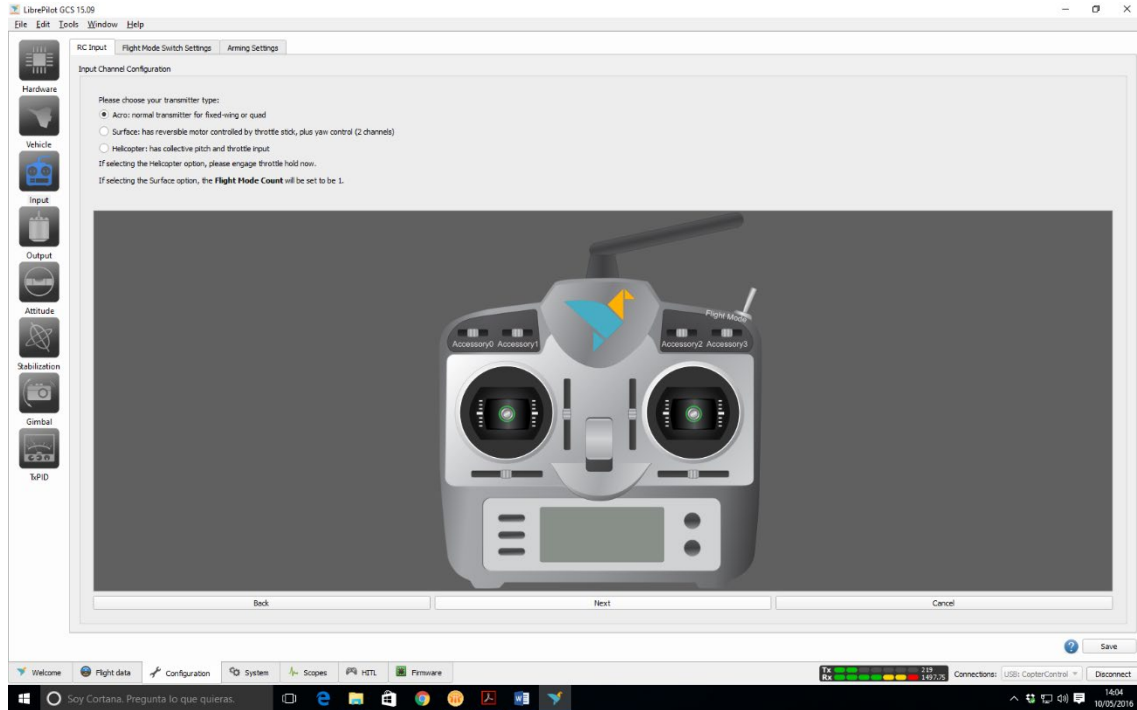 LibrePilot GCS 15.09
File Edit Tools Window Help
RC Input Flight Mode Switch Settings Arming Settings
Input Channel Configuration
Hardware
Vehicle
Input
Output
Attitude
Stabilization
Gimbal
TxPID
Please choose your transmitter type:
Acro: normal transmitter for fixed-wing or quad
Surface: has reversible motor controlled by throttle stick, plus yaw control (2 channels)
Helicopter: has collective pitch and throttle input
If selecting the Helicopter option, please engage throttle hold now.
If selecting the Surface option, the Flight Mode Count will be set to be 1.
Flight Mode
Accessory0 Accessory1
Accessory2 Accessory3
Back Next Cancel
Save
Welcome Flight data Configuration System Scopes HITL Firmware
Tx 219
Rx 1497.75
Connections: USB: CopterControl Disconnect
Soy Cortana. Pregunta lo que quieras.
14:04
10/05/2016